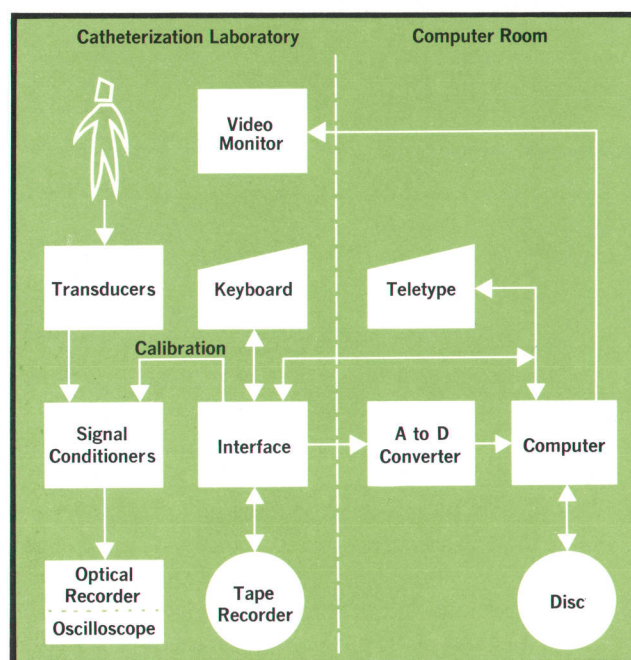 Catheterization Laboratory
Computer Room
Video
Monitor
Transducers
Keyboard
Teletype
Calibration
Signal
Conditioners
Interface
A to D
Converter
Computer
Optical
Recorder
Oscilloscope
Tape
Recorder
Disc